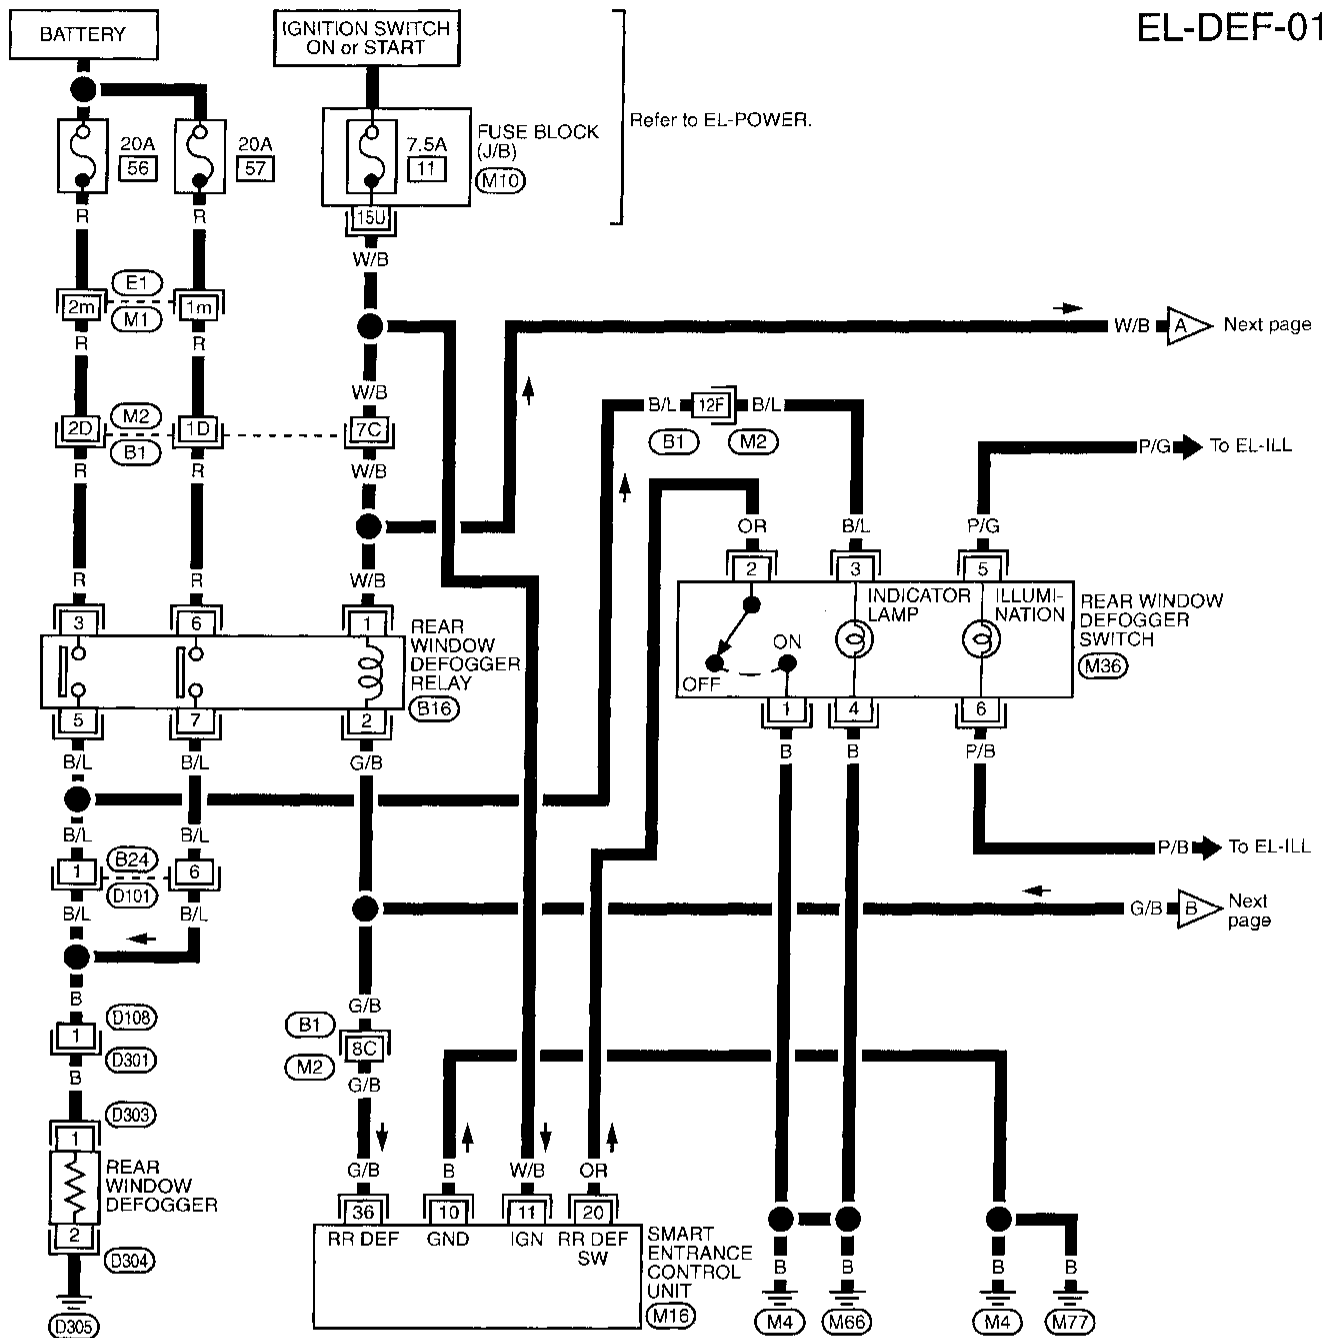 EL-DEF-01
BATTERY
IGNITION SWITCH
ON or START
Refer to EL-POWER.
20A
56
20A
57
7.5A
11
FUSE BLOCK
(J/B)
M10
15U
R
R
W/B
E1
2m
1m
M1
R
R
W/B
A
Next page
W/B
M2
2D
1D
7C
B1
B/L
12F
B/L
B1
M2
P/G
To EL-ILL
R
R
W/B
OR
B/L
P/G
R
R
W/B
2
3
5
3
6
1
REAR
WINDOW
DEFOGGER
RELAY
B16
INDICATOR
LAMP
ILLUMI-
NATION
REAR WINDOW
DEFOGGER
SWITCH
M36
ON
OFF
5
7
2
1
4
6
B/L
B/L
G/B
B
B
P/B
B/L
B/L
B24
1
6
D101
P/B
To EL-ILL
B/L
B/L
G/B
B
Next
page
B
D108
1
D301
G/B
B1
8C
M2
G/B
B
D303
1
REAR
WINDOW
DEFOGGER
2
D304
D305
G/B
B
W/B
OR
36
10
11
20
RR DEF
GND
IGN
RR DEF
SW
SMART
ENTRANCE
CONTROL
UNIT
M16
B
B
B
B
M4
M66
M4
M77